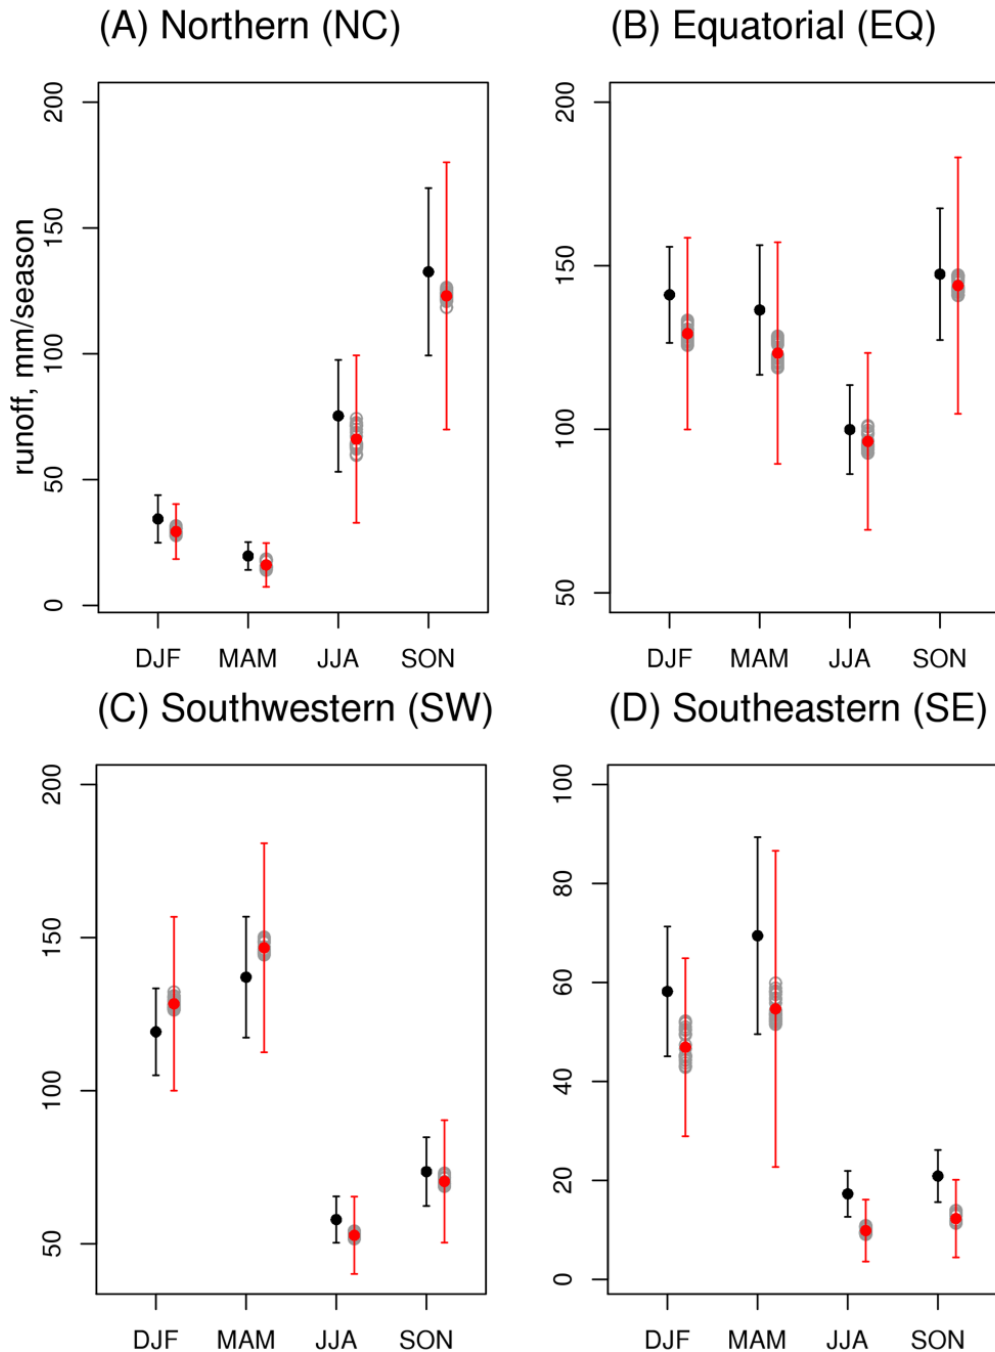 (A) Northern (NC)
(B) Equatorial (EQ)
runoff, mm/season
200
150
100
50
0
DJF MAM JJA SON
200
150
100
50
DJF MAM JJA SON
(C) Southwestern (SW)
(D) Southeastern (SE)
200
150
100
50
DJF MAM JJA SON
100
80
60
40
20
0
DJF MAM JJA SON